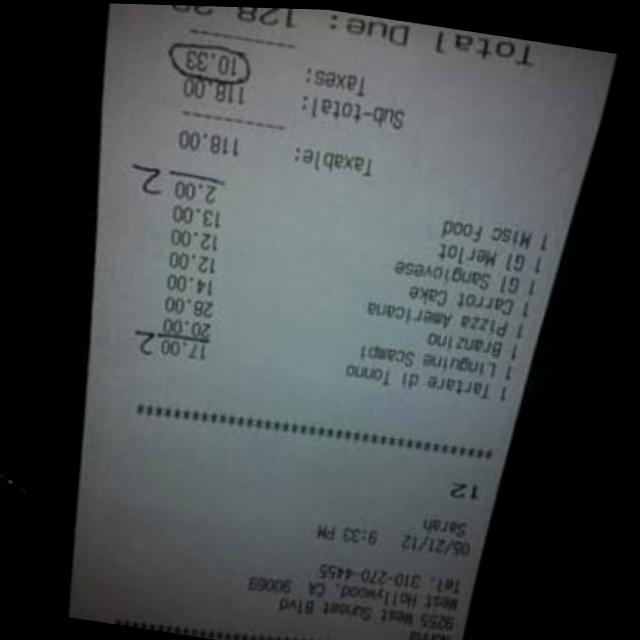 9255 West Sunset Blvd
West Hollywood, CA 90069
Tel. 310-270-4455
05/21/12 9:33 PM
Sarah
12
1 Tartare di Tonno 17.00 2
1 Linguine Scampi 20.00
1 Branzino 28.00
1 Pizza Americana 14.00
1 Carrot Cake 12.00
1 Gl Sangiovese 12.00
1 Gl Merlot 13.00
1 Misc Food 2.00 2
Taxable: 118.00
Sub-total: 118.00
Taxes: 10.33
Total Due: